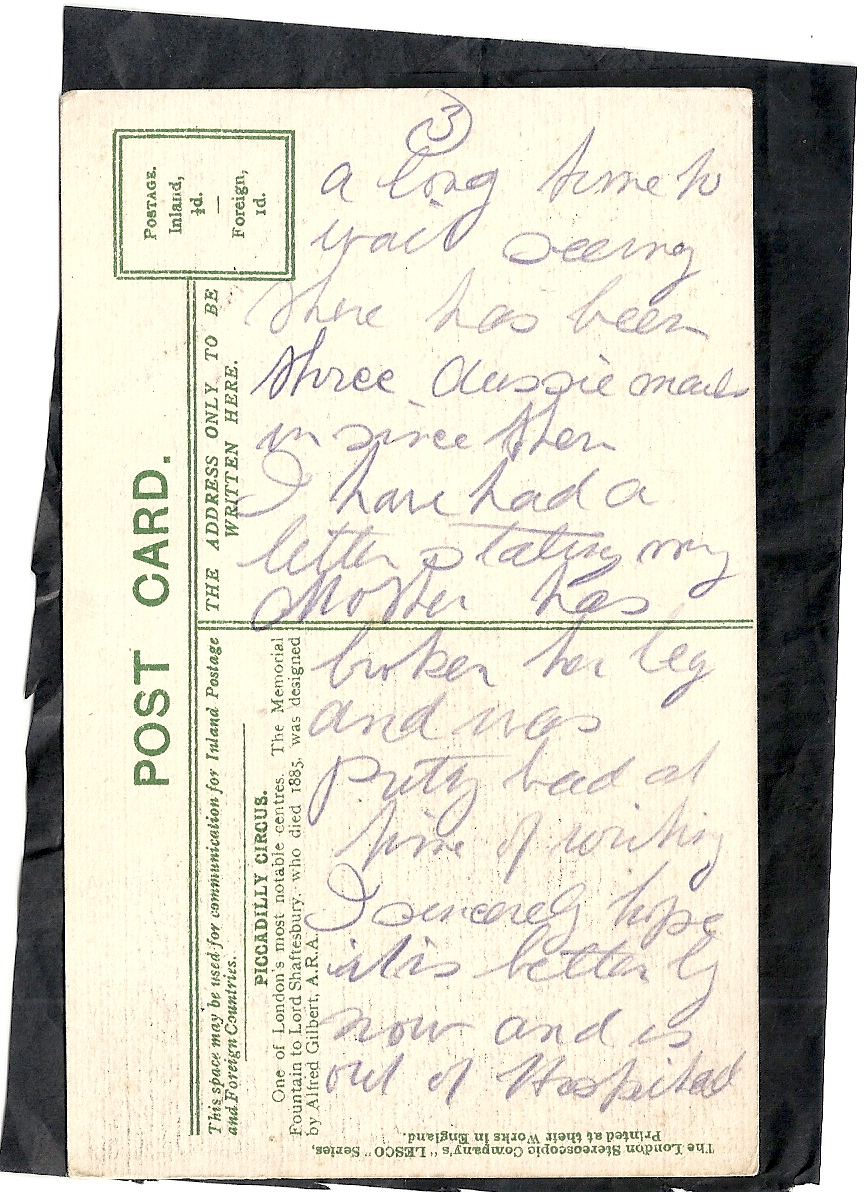 3
a long time to
wait seeing
there has been
three aussie mails
in since then
I have had a
letter stating my
Mother has
broken her leg
and was
pretty bad at
time of writing
I sincerely hope
it is better by
now and is
out of Hospital
POST CARD.
POSTAGE.
Inland,
½d.
—
Foreign,
1d.
THE ADDRESS ONLY TO BE
WRITTEN HERE.
This space may be used for communication for Inland Postage
and Foreign Countries.
PICCADILLY CIRCUS.
One of London's most notable centres. The Memorial
Fountain to Lord Shaftesbury, who died 1885, was designed
by Alfred Gilbert, A.R.A.
The London Stereoscopic Company's "LESCO" Series,
Printed at their Works in England.